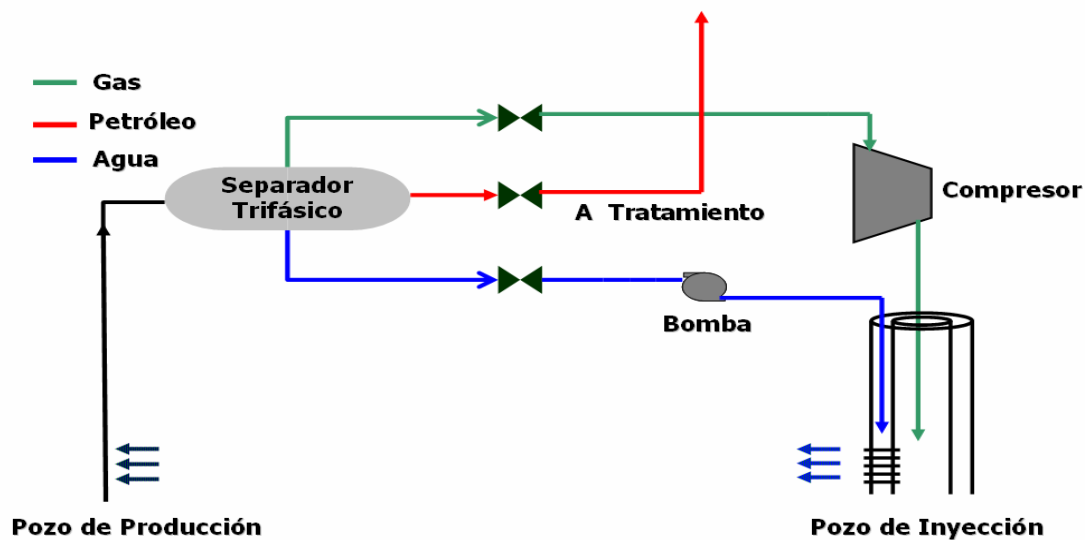 Gas
Petróleo
Agua
Separador
Trifásico
A Tratamiento
Compresor
Bomba
Pozo de Producción
Pozo de Inyección